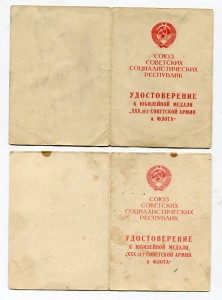 СОЮЗ
СОВЕТСКИХ
СОЦИАЛИСТИЧЕСКИХ
РЕСПУБЛИК
УДОСТОВЕРЕНИЕ
К ЮБИЛЕЙНОЙ МЕДАЛИ
„XXX лет СОВЕТСКОЙ АРМИИ
и ФЛОТА“
СОЮЗ
СОВЕТСКИХ
СОЦИАЛИСТИЧЕСКИХ
РЕСПУБЛИК
УДОСТОВЕРЕНИЕ
К ЮБИЛЕЙНОЙ МЕДАЛИ
„XXX лет СОВЕТСКОЙ АРМИИ
и ФЛОТА“